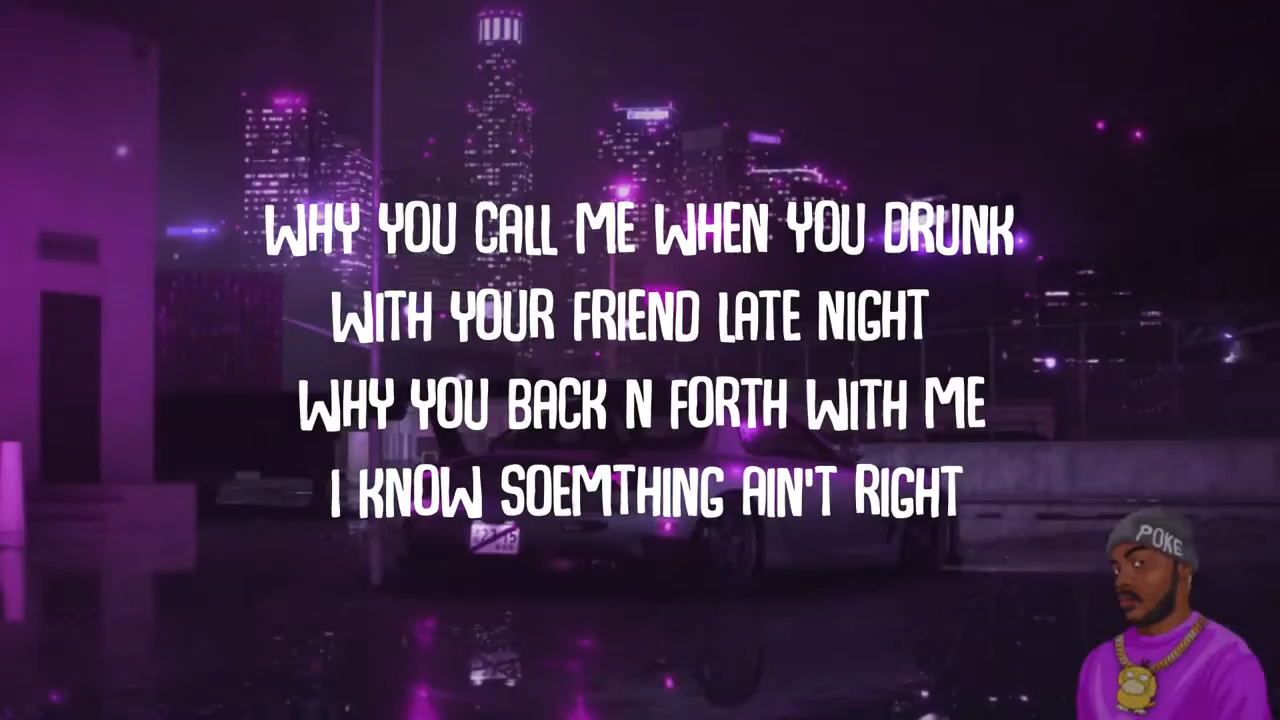 WHY YOU CALL ME WHEN YOU DRUNK
WITH YOUR FRIEND LATE NIGHT
WHY YOU BACK N FORTH WITH ME
I KNOW SOEMTHING AIN'T RIGHT
POKE